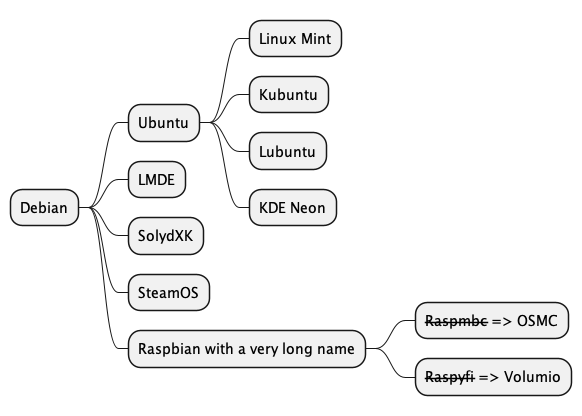 Debian
Ubuntu
Linux Mint
Kubuntu
Lubuntu
KDE Neon
LMDE
SolydXK
SteamOS
Raspbian with a very long name
Raspmbc => OSMC
Raspyfi => Volumio